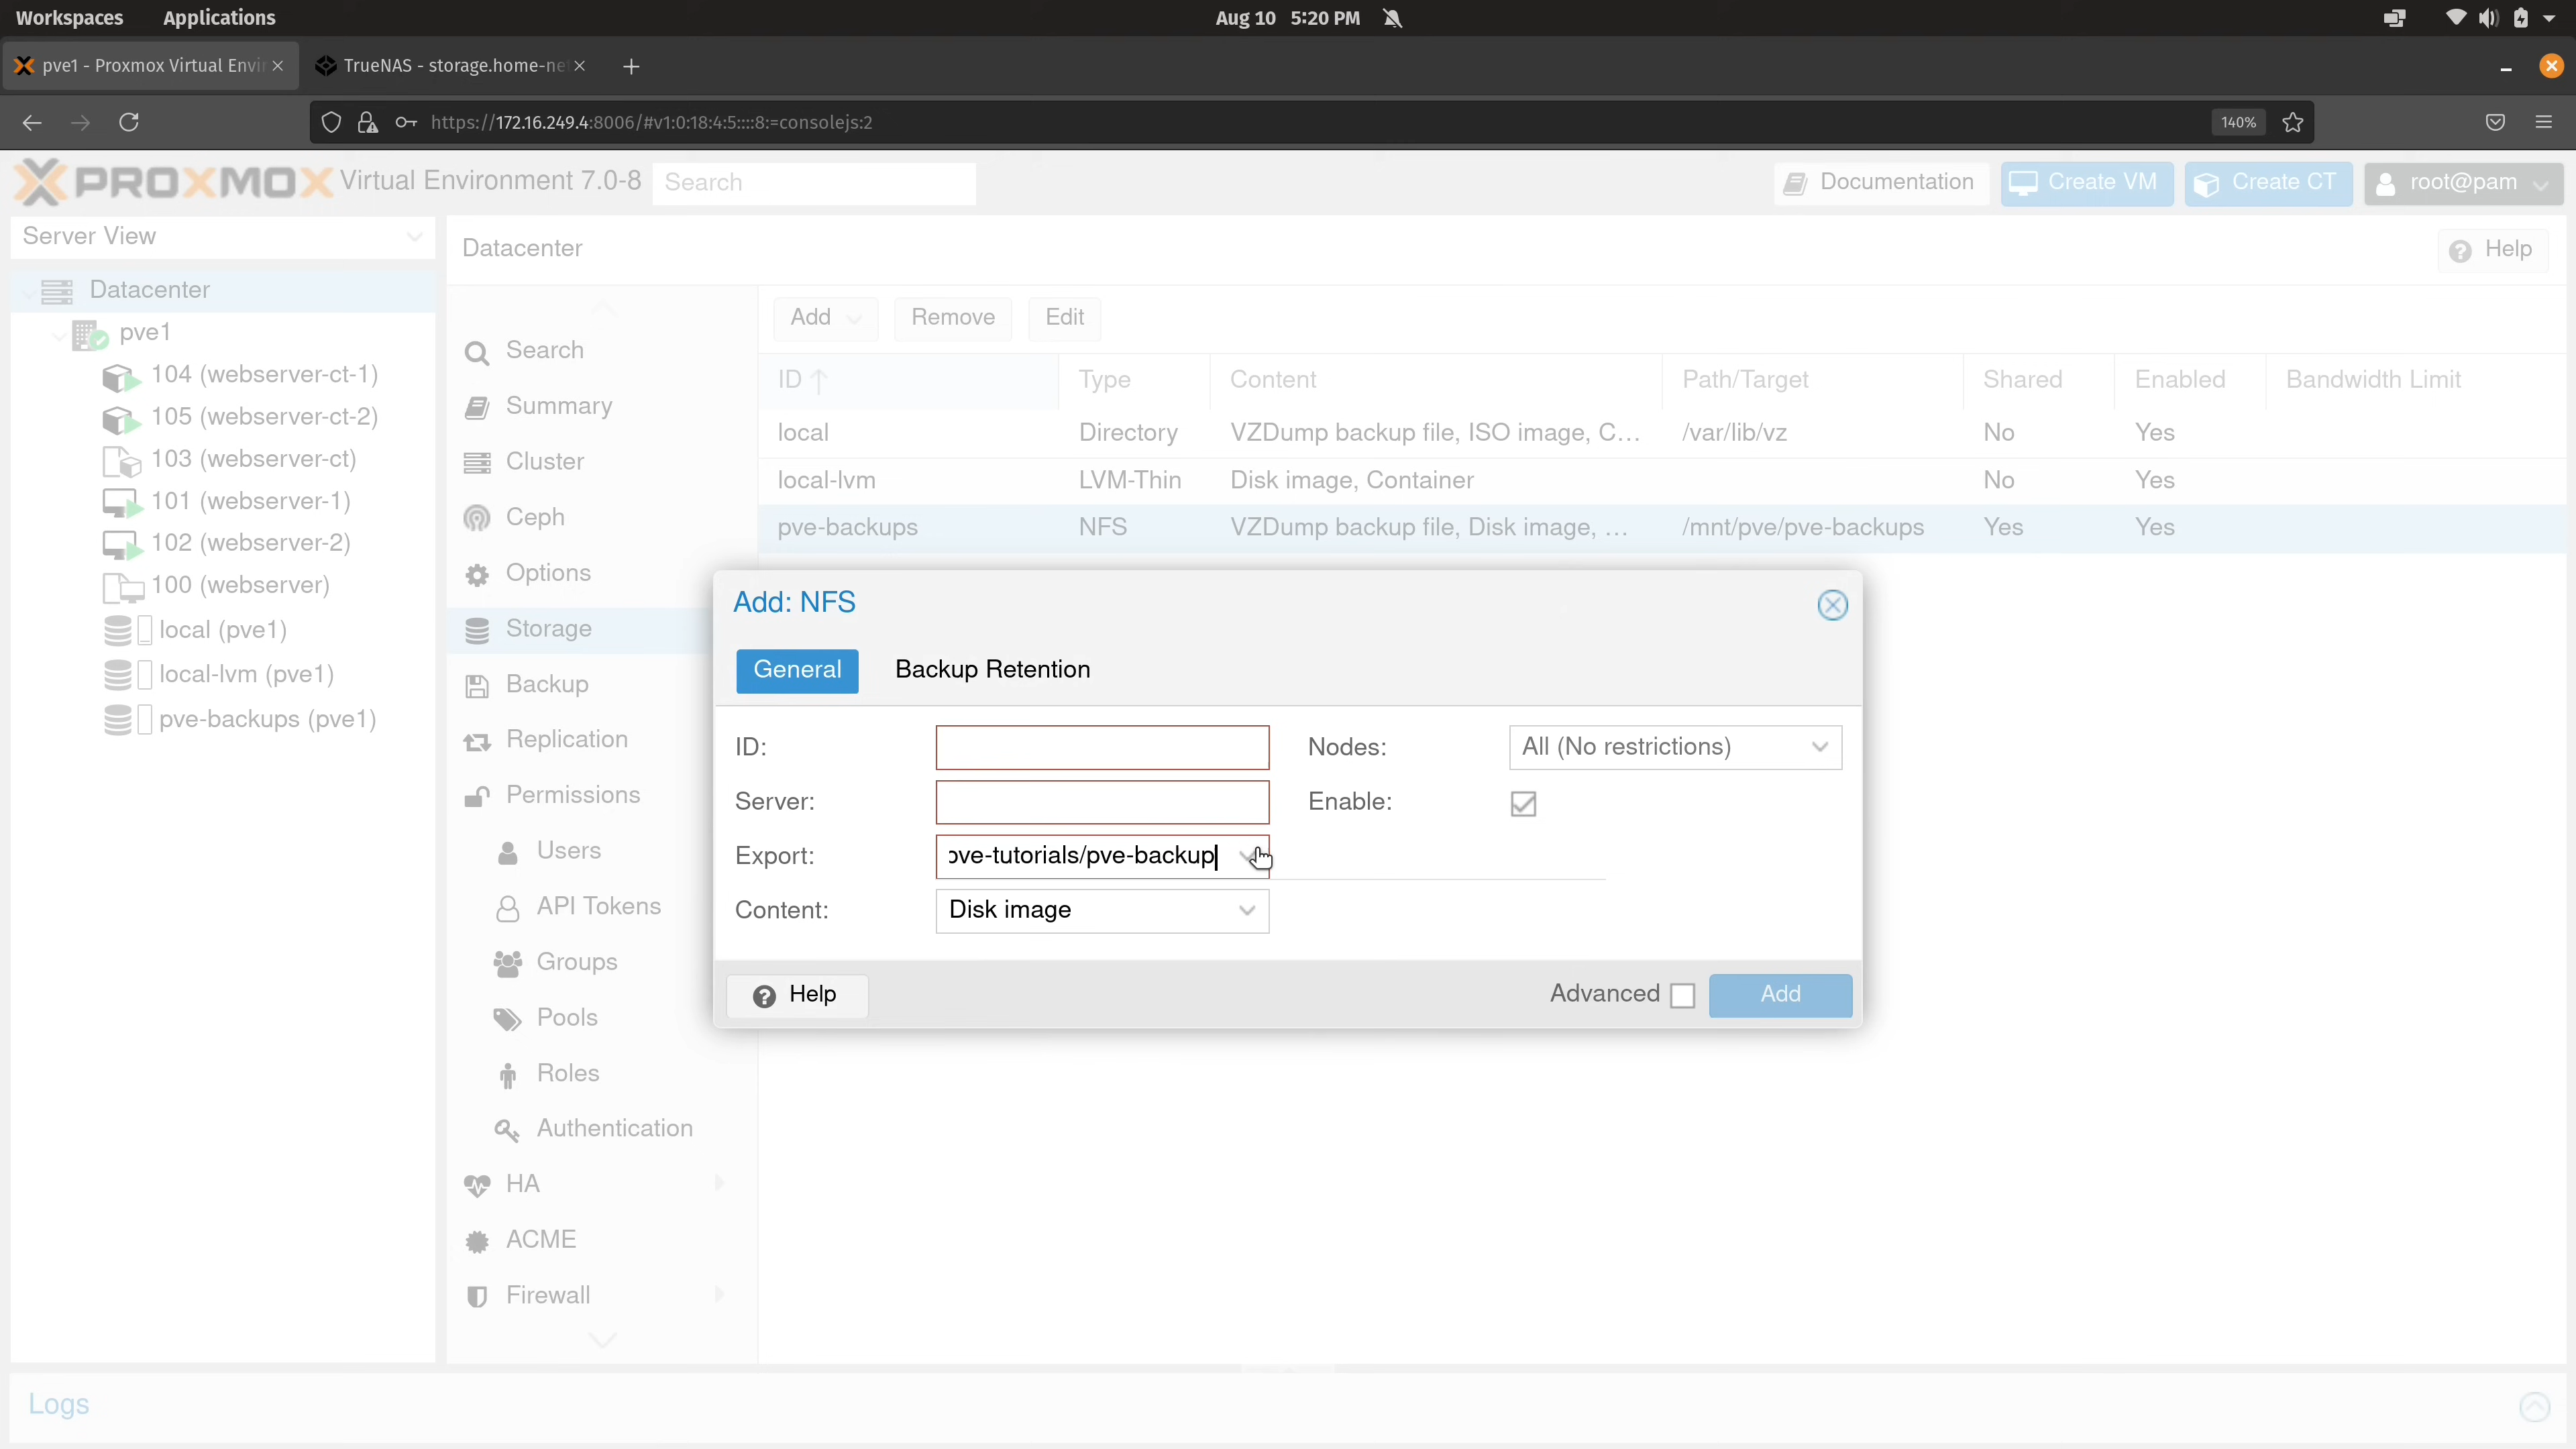 Workspaces Applications Aug 10 5:20 PM
pve1 - Proxmox Virtual Envir TrueNAS - storage.home-ne
https://172.16.249.4:8006/#v1:0:18:4:5::::8:=consolejs:2 140%
PROXMOX Virtual Environment 7.0-8 Search Documentation Create VM Create CT root@pam
Server View
Datacenter
pve1
104 (webserver-ct-1)
105 (webserver-ct-2)
103 (webserver-ct)
101 (webserver-1)
102 (webserver-2)
100 (webserver)
local (pve1)
local-lvm (pve1)
pve-backups (pve1)
Datacenter Help
Search
Summary
Cluster
Ceph
Options
Storage
Backup
Replication
Permissions
Users
API Tokens
Groups
Pools
Roles
Authentication
HA
ACME
Firewall
Add Remove Edit
ID Type Content Path/Target Shared Enabled Bandwidth Limit
local Directory VZDump backup file, ISO image, C... /var/lib/vz No Yes
local-lvm LVM-Thin Disk image, Container No Yes
pve-backups NFS VZDump backup file, Disk image, ... /mnt/pve/pve-backups Yes Yes
Add: NFS
General Backup Retention
ID: Nodes: All (No restrictions)
Server: Enable:
Export: pve-tutorials/pve-backup
Content: Disk image
Help Advanced Add
Logs